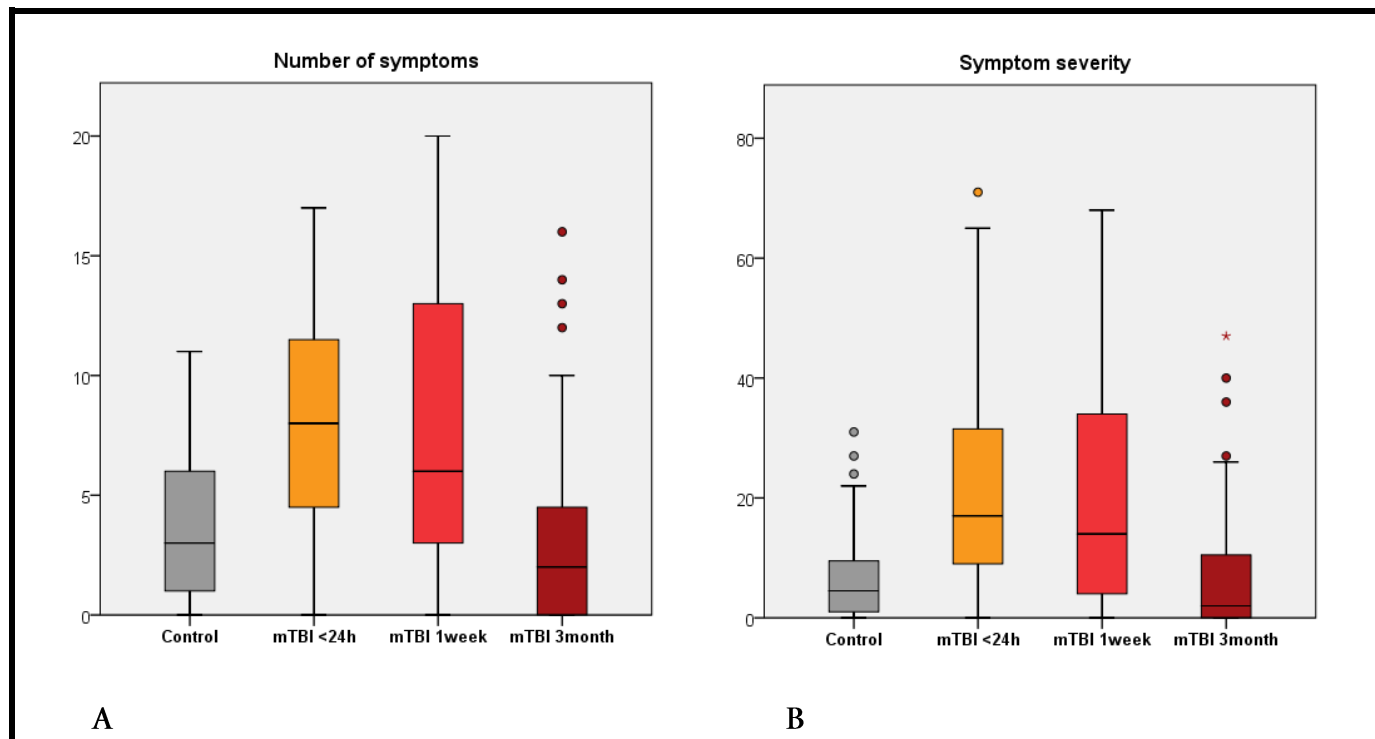 Number of symptoms
20
15
10
5
0
Control mTBI <24h mTBI 1week mTBI 3month
A
Symptom severity
80
60
40
20
0
Control mTBI <24h mTBI 1week mTBI 3month
B